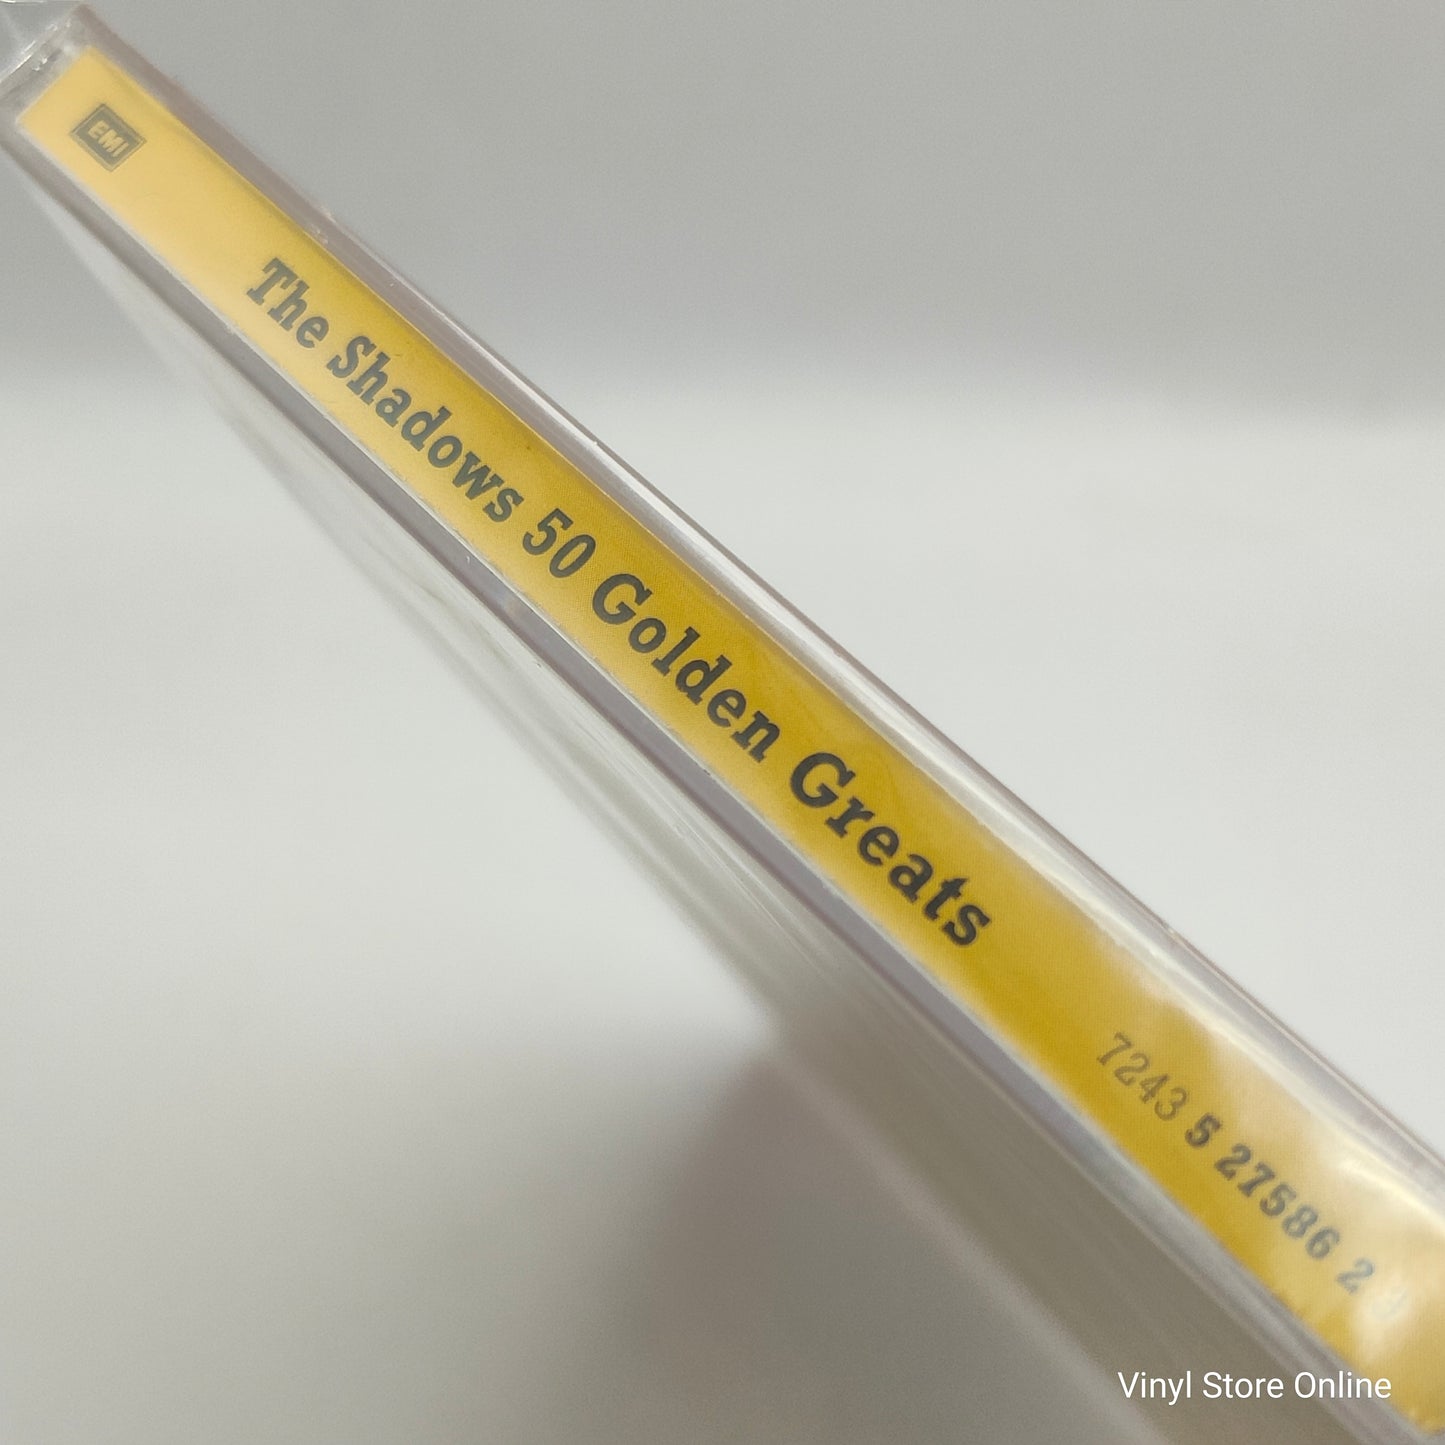 EMI
The Shadows 50 Golden Greats
7243 5 27586 2
Vinyl Store Online